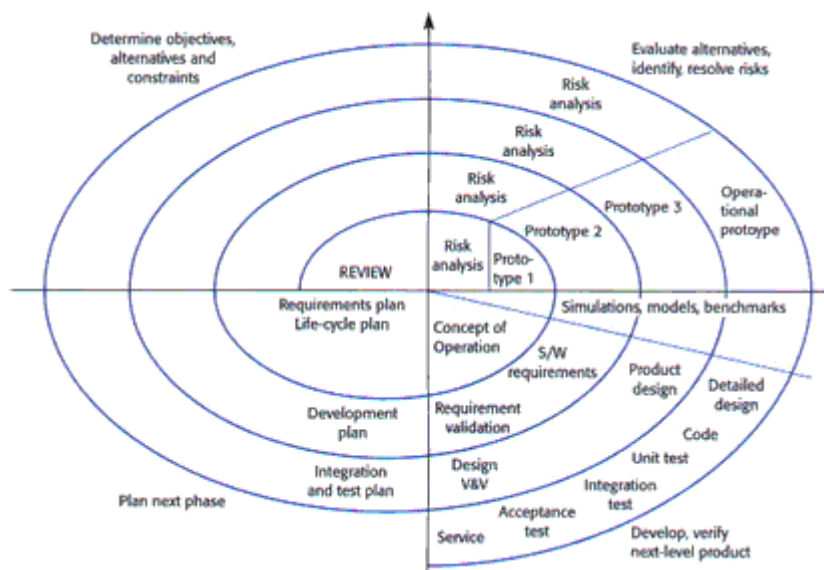 Determine objectives,
alternatives and
constraints
Evaluate alternatives,
identify, resolve risks
Risk
analysis
Risk
analysis
Risk
analysis
Risk
analysis
Proto-
type 1
Prototype 2
Prototype 3
Opera-
tional
protoype
REVIEW
Requirements plan
Life-cycle plan
Simulations, models, benchmarks
Concept of
Operation
S/W
requirements
Product
design
Detailed
design
Development
plan
Requirement
validation
Code
Unit test
Integration
and test plan
Design
V&V
Integration
test
Plan next phase
Acceptance
test
Service
Develop, verify
next-level product